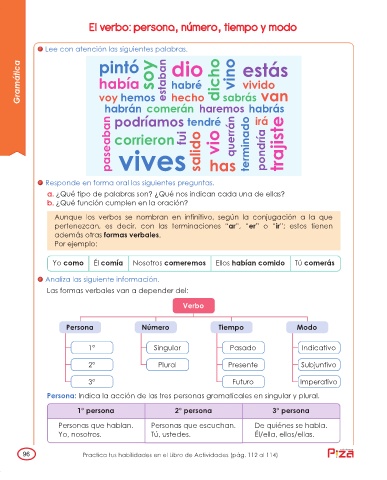 El verbo: persona, número, tiempo y modo
Gramática
Lee con atención las siguientes palabras.
pintó soy estaban dio dicho vino estás
había habré vivido
voy hemos hecho sabrás van
habrán comerán haremos habrás
paseaban podríamos tendré querrán terminado irá trajiste
corrieron fui salido vio pondría
vives has
Responde en forma oral las siguientes preguntas.
a. ¿Qué tipo de palabras son? ¿Qué nos indican cada una de ellas?
b. ¿Qué función cumplen en la oración?
Aunque los verbos se nombran en infinitivo, según la conjugación a la que
pertenezcan, es decir, con las terminaciones "ar", "er" o "ir"; estos tienen
además otras formas verbales.
Por ejemplo:
Yo como Él comía Nosotros comeremos Ellos habían comido Tú comerás
Analiza las siguiente información.
Las formas verbales van a depender del:
Verbo
Persona Número Tiempo Modo
1° Singular Pasado Indicativo
2° Plural Presente Subjuntivo
3° Futuro Imperativo
Persona: Indica la acción de las tres personas gramaticales en singular y plural.
1° persona 2° persona 3° persona
Personas que hablan. Personas que escuchan. De quiénes se habla.
Yo, nosotros. Tú, ustedes. Él/ella, ellos/ellas.
96
Practica tus habilidades en el Libro de Actividades (pág. 112 al 114)